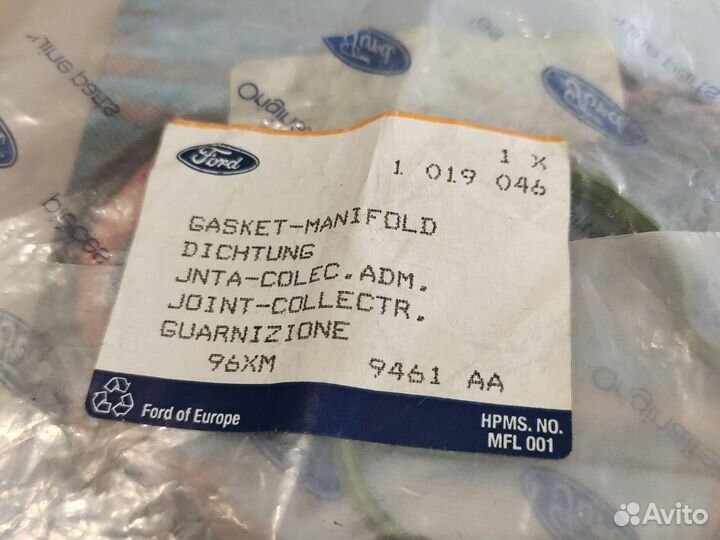 Ford
1 X
1 019 046
GASKET-MANIFOLD
DICHTUNG
JNTA-COLEC.ADM.
JOINT-COLLECTR.
GUARNIZIONE
96XM 9461 AA
Ford of Europe
HPMS. NO.
MFL 001
Avito